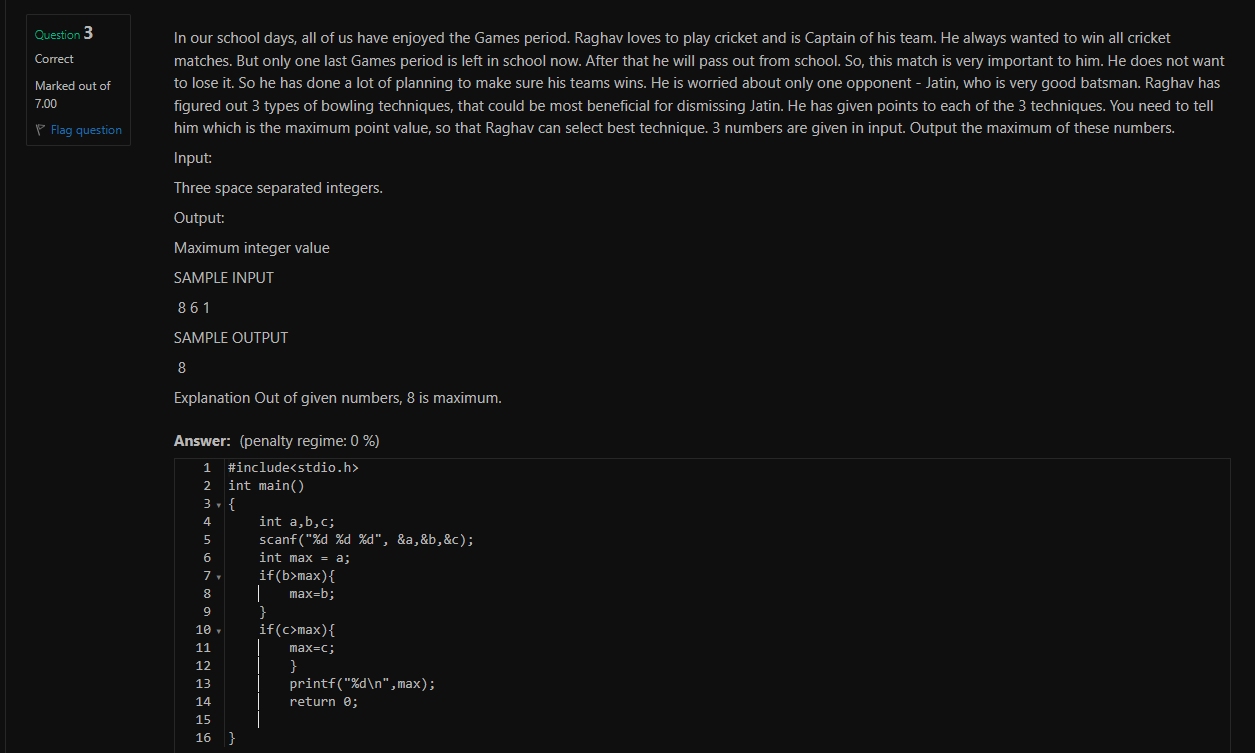 Question 3
Correct
Marked out of
7.00
Flag question
In our school days, all of us have enjoyed the Games period. Raghav loves to play cricket and is Captain of his team. He always wanted to win all cricket
matches. But only one last Games period is left in school now. After that he will pass out from school. So, this match is very important to him. He does not want
to lose it. So he has done a lot of planning to make sure his teams wins. He is worried about only one opponent - Jatin, who is very good batsman. Raghav has
figured out 3 types of bowling techniques, that could be most beneficial for dismissing Jatin. He has given points to each of the 3 techniques. You need to tell
him which is the maximum point value, so that Raghav can select best technique. 3 numbers are given in input. Output the maximum of these numbers.
Input:
Three space separated integers.
Output:
Maximum integer value
SAMPLE INPUT
8 6 1
SAMPLE OUTPUT
8
Explanation Out of given numbers, 8 is maximum.
Answer: (penalty regime: 0 %)
1 #include<stdio.h>
2 int main()
3 {
4 int a,b,c;
5 scanf("%d %d %d", &a,&b,&c);
6 int max = a;
7 if(b>max){
8 max=b;
9 }
10 if(c>max){
11 max=c;
12 }
13 printf("%d\n",max);
14 return 0;
15
16 }